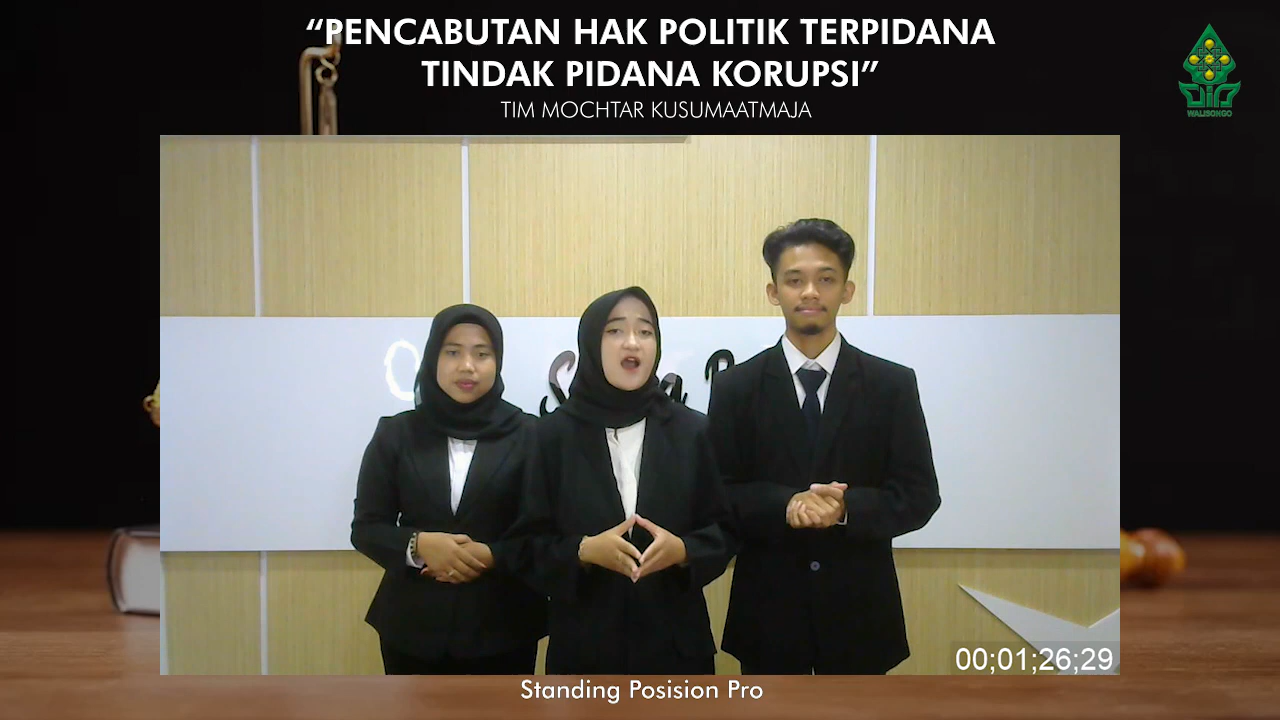 “PENCABUTAN HAK POLITIK TERPIDANA
TINDAK PIDANA KORUPSI”
TIM MOCHTAR KUSUMAATMAJA
WALISONGO
00;01;26;29
Standing Posision Pro